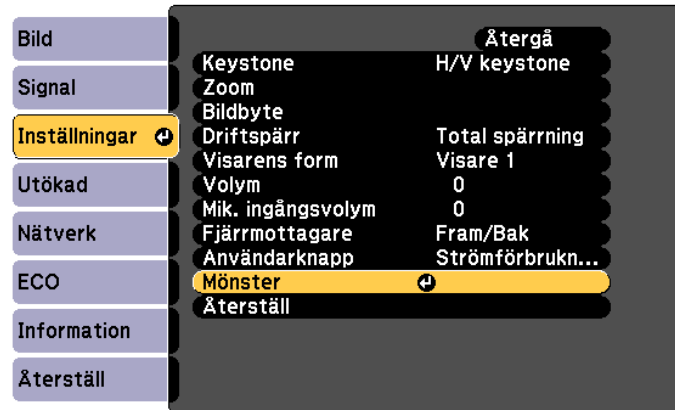 Bild
Signal
Inställningar
Utökad
Nätverk
ECO
Information
Återställ
Återgå
Keystone H/V keystone
Zoom
Bildbyte
Driftspärr Total spärrning
Visarens form Visare 1
Volym 0
Mik. ingångsvolym 0
Fjärrmottagare Fram/Bak
Användarknapp Strömförbrukn...
Mönster
Återställ